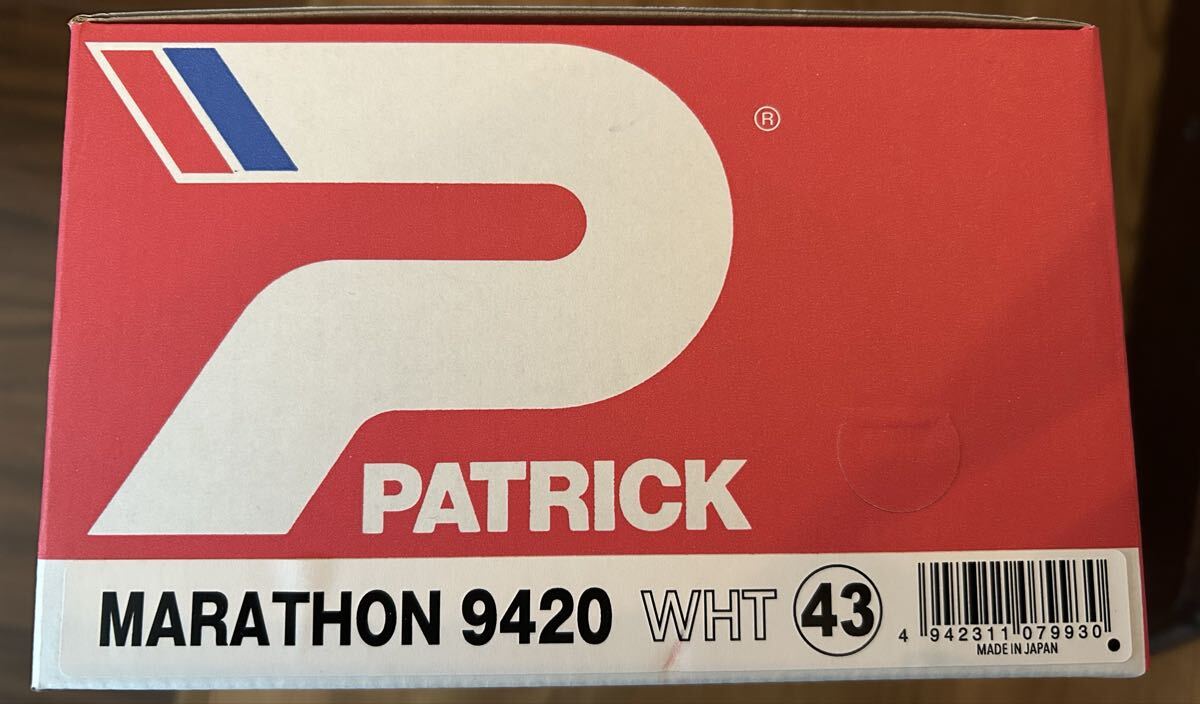 ®
PATRICK
MARATHON 9420 WHT 43
4 942311 079930
MADE IN JAPAN